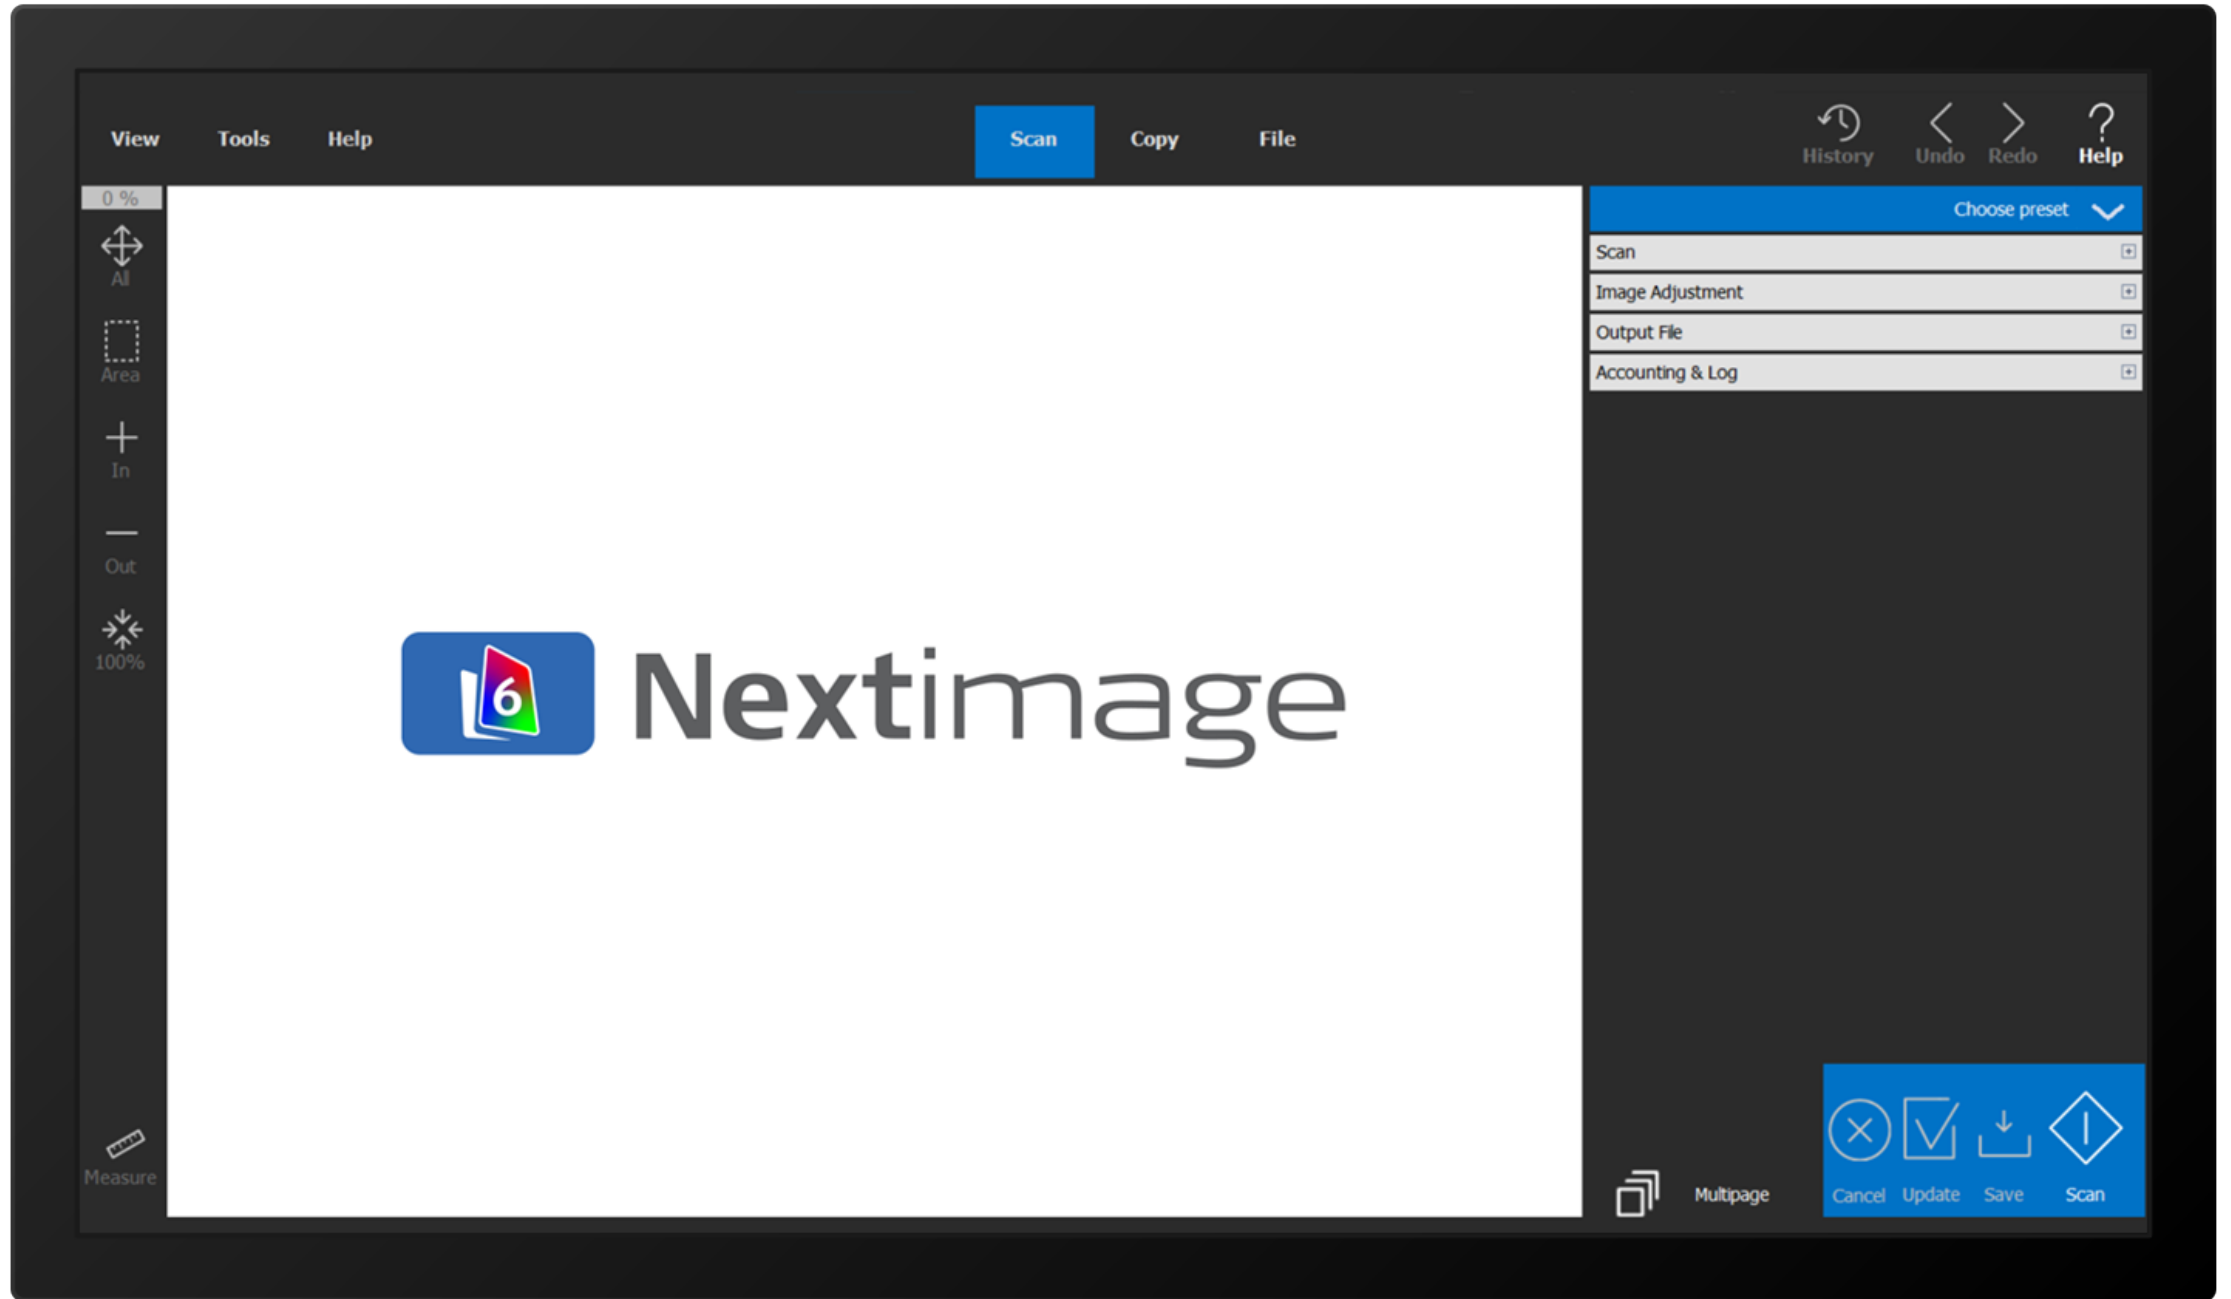 View Tools Help Scan Copy File History Undo Redo Help
0 %
All
Area
In
Out
100%
Measure
6 Nextimage
Choose preset
Scan
Image Adjustment
Output File
Accounting & Log
Multipage
Cancel Update Save Scan